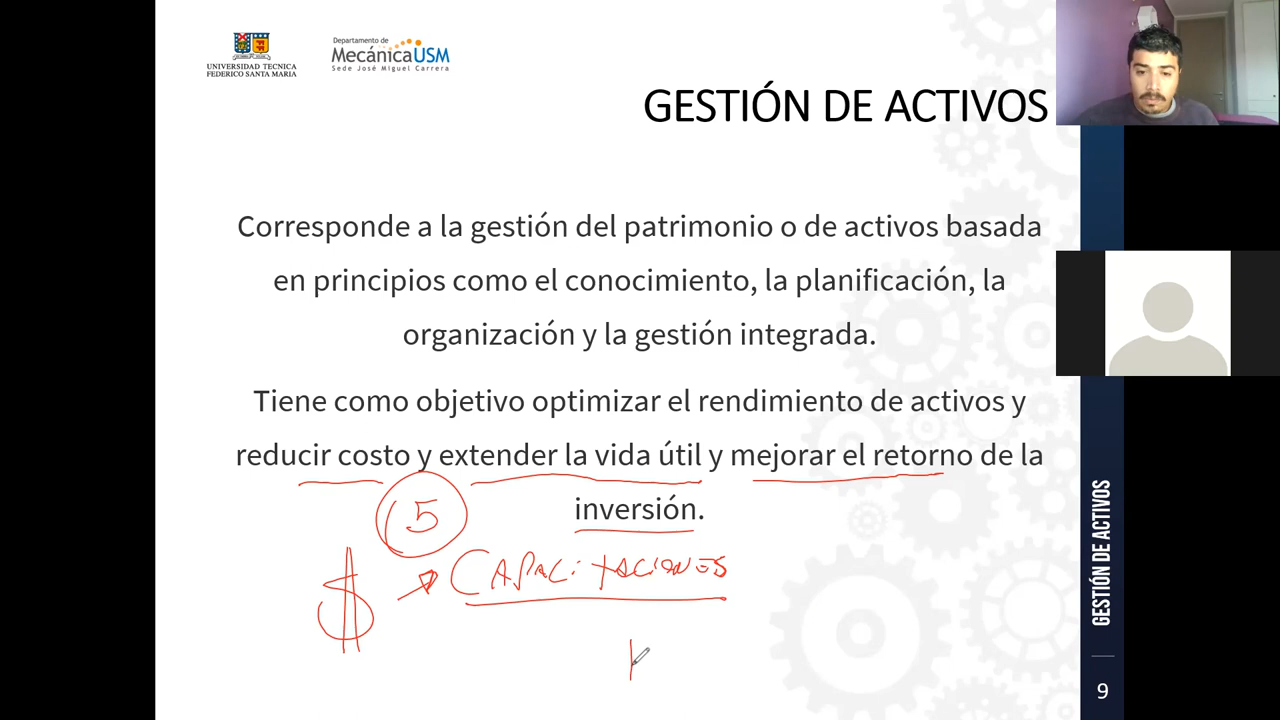 UNIVERSIDAD TECNICA
FEDERICO SANTA MARIA
Departamento de
MecánicaUSM
Sede José Miguel Carrera
GESTIÓN DE ACTIVOS
Corresponde a la gestión del patrimonio o de activos basada
en principios como el conocimiento, la planificación, la
organización y la gestión integrada.
Tiene como objetivo optimizar el rendimiento de activos y
reducir costo y extender la vida útil y mejorar el retorno de la
inversión.
5
$ CAPACiTACIONES
GESTIÓN DE ACTIVOS
9